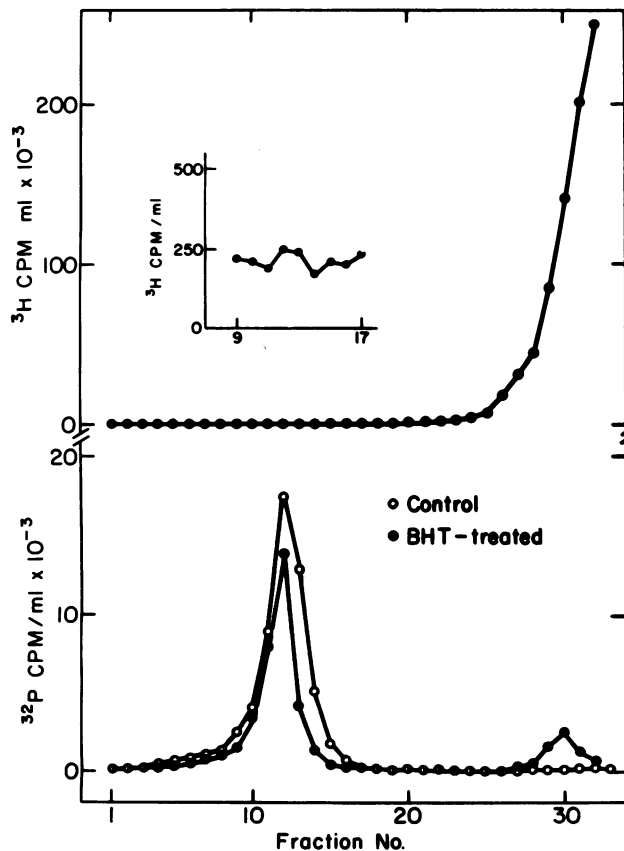 ³H CPM ml x 10⁻³
200
100
0
³H CPM/ml
500
250
0
9 17
³²P CPM/ml x 10⁻³
20
10
0
○ Control
● BHT-treated
1 10 20 30
Fraction No.